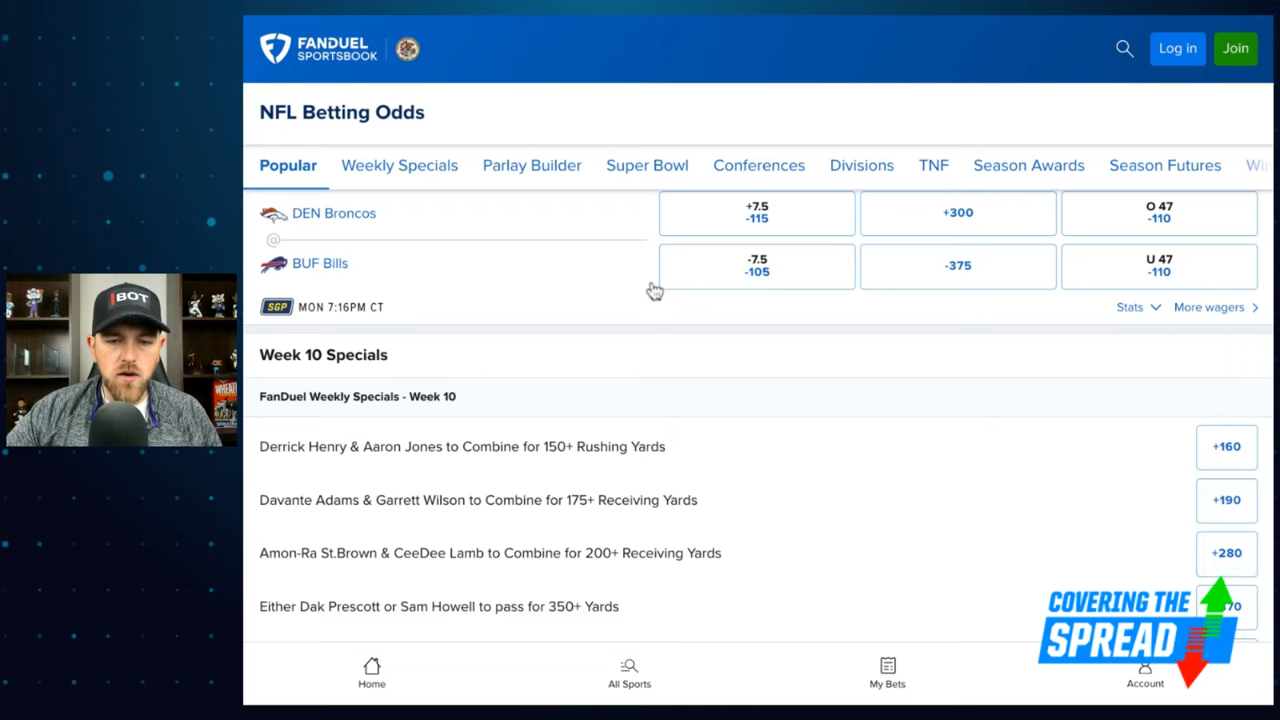 FANDUEL
SPORTSBOOK
Log in
Join
NFL Betting Odds
Popular
Weekly Specials
Parlay Builder
Super Bowl
Conferences
Divisions
TNF
Season Awards
Season Futures
DEN Broncos
+7.5
-115
+300
O 47
-110
@
BUF Bills
-7.5
-105
-375
U 47
-110
SGP
MON 7:16PM CT
Stats
More wagers
BOT
Week 10 Specials
FanDuel Weekly Specials - Week 10
Derrick Henry & Aaron Jones to Combine for 150+ Rushing Yards
+160
Davante Adams & Garrett Wilson to Combine for 175+ Receiving Yards
+190
Amon-Ra St.Brown & CeeDee Lamb to Combine for 200+ Receiving Yards
+280
Either Dak Prescott or Sam Howell to pass for 350+ Yards
COVERING THE
SPREAD
Home
All Sports
My Bets
Account